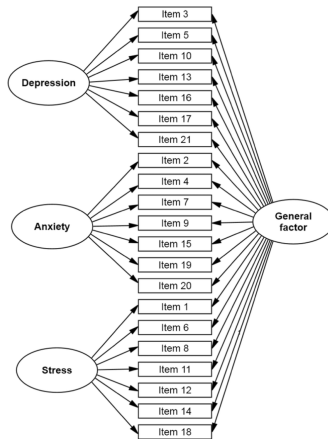 Item 3
Item 5
Item 10
Item 13
Depression
Item 16
Item 17
Item 21
Item 2
Item 4
Item 7
Anxiety
Item 9
Item 15
Item 19
Item 20
General
factor
Item 1
Item 6
Item 8
Stress
Item 11
Item 12
Item 14
Item 18